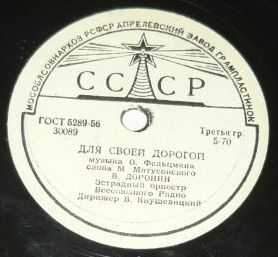 МОСОБЛСОВНАРХОЗ РСФСР АПРЕЛЕВСКИЙ ЗАВОД ГРАМПЛАСТИНОК
СССР
ГОСТ 5289-56
30089
Третья гр.
5-70
ДЛЯ СВОЕЙ ДОРОГОЙ
музыка О. Фельцмана
слова М. Матусовского
В. ДОРОНИН
Эстрадный оркестр
Всесоюзного Радио
Дирижер В. Кнушевицкий